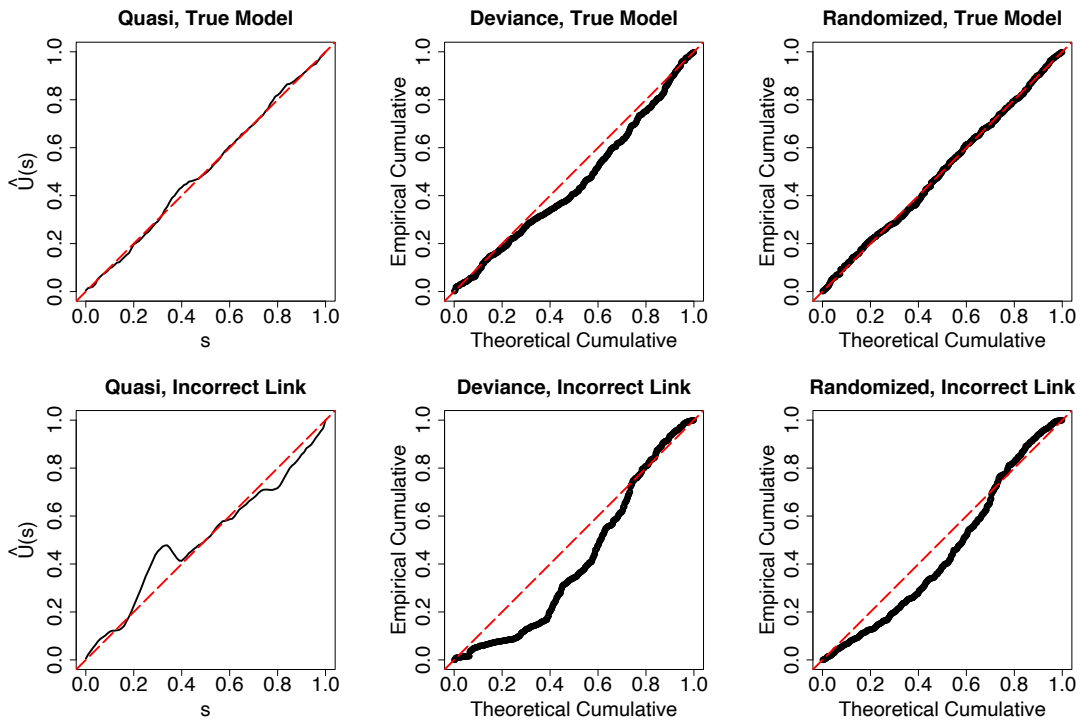 Quasi, True Model
Û(s)
0.0 0.2 0.4 0.6 0.8 1.0
0.0 0.2 0.4 0.6 0.8 1.0
s
Deviance, True Model
Empirical Cumulative
0.0 0.2 0.4 0.6 0.8 1.0
0.0 0.2 0.4 0.6 0.8 1.0
Theoretical Cumulative
Randomized, True Model
Empirical Cumulative
0.0 0.2 0.4 0.6 0.8 1.0
0.0 0.2 0.4 0.6 0.8 1.0
Theoretical Cumulative
Quasi, Incorrect Link
Û(s)
0.0 0.2 0.4 0.6 0.8 1.0
0.0 0.2 0.4 0.6 0.8 1.0
s
Deviance, Incorrect Link
Empirical Cumulative
0.0 0.2 0.4 0.6 0.8 1.0
0.0 0.2 0.4 0.6 0.8 1.0
Theoretical Cumulative
Randomized, Incorrect Link
Empirical Cumulative
0.0 0.2 0.4 0.6 0.8 1.0
0.0 0.2 0.4 0.6 0.8 1.0
Theoretical Cumulative